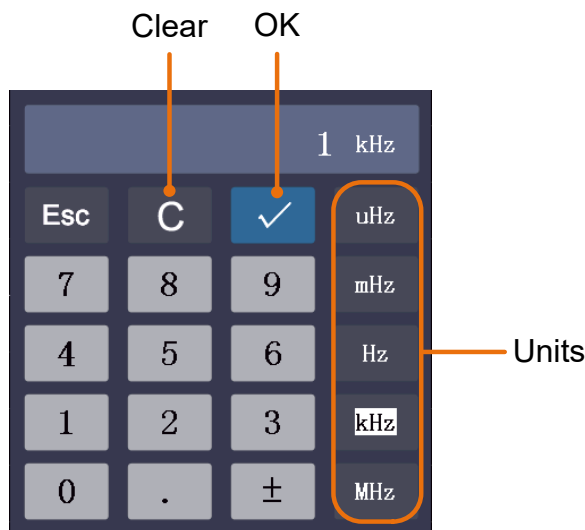 Clear OK
1 kHz
Esc C ✓ uHz
7 8 9 mHz
4 5 6 Hz
Units
1 2 3 kHz
0 . ± MHz